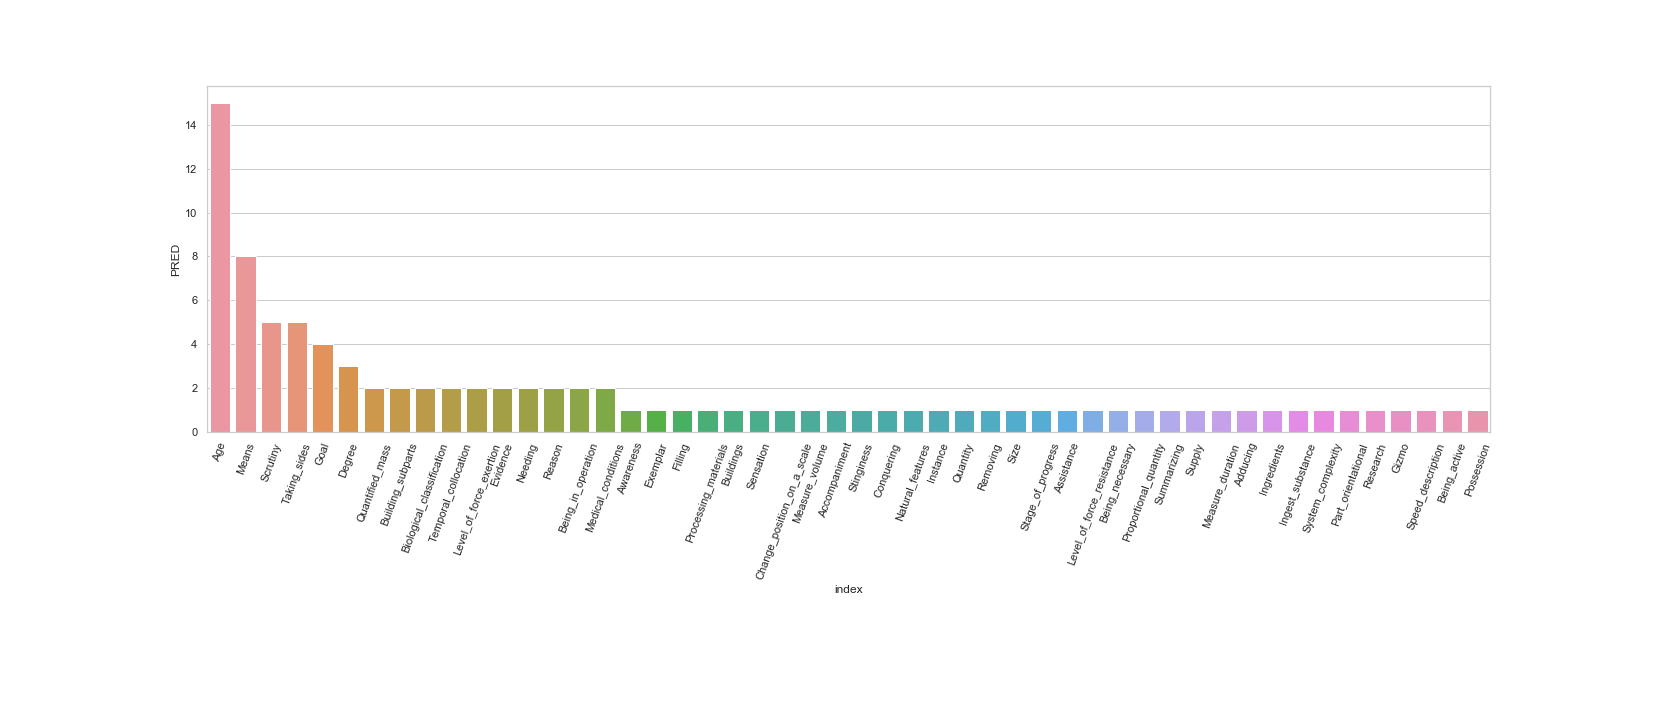 14
12
10
8
6
4
2
0
PRED
Age
Means
Scrutiny
Taking_sides
Goal
Degree
Quantified_mass
Building_subparts
Biological_classification
Temporal_collocation
Level_of_force_exertion
Evidence
Needing
Reason
Being_in_operation
Medical_conditions
Awareness
Exemplar
Filling
Processing_materials
Buildings
Sensation
Change_position_on_a_scale
Measure_volume
Accompaniment
Stinginess
Conquering
Natural_features
Instance
Quantity
Removing
Size
Stage_of_progress
Assistance
Level_of_force_resistance
Being_necessary
Proportional_quantity
Summarizing
Supply
Measure_duration
Adducing
Ingredients
Ingest_substance
System_complexity
Part_orientational
Research
Gizmo
Speed_description
Being_active
Possession
index